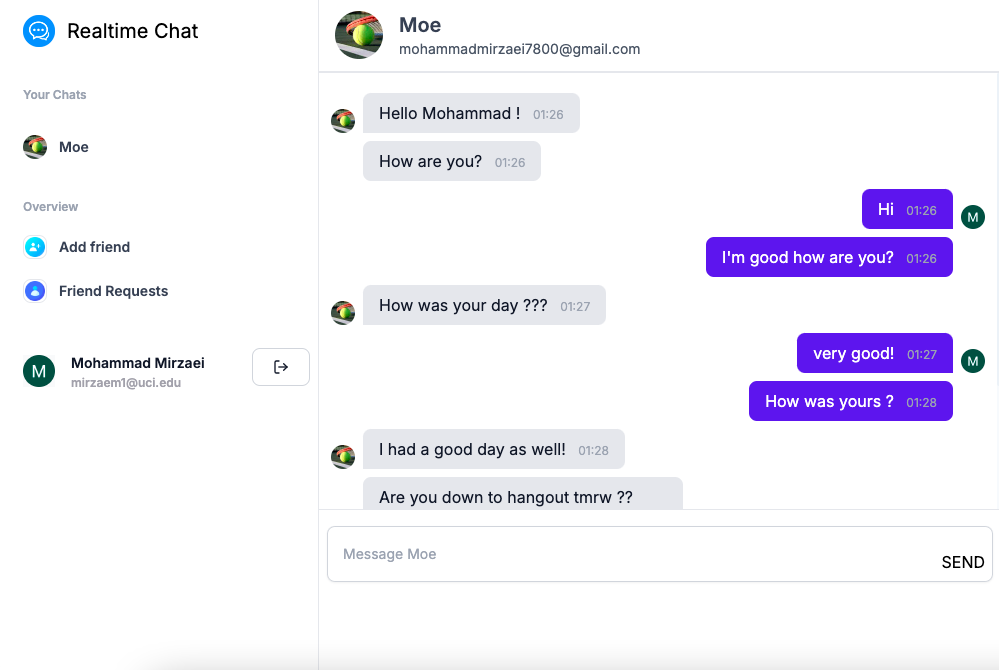 Realtime Chat
Your Chats
Moe
Overview
Add friend
Friend Requests
M
Mohammad Mirzaei
mirzaem1@uci.edu
Moe
mohammadmirzaei7800@gmail.com
Hello Mohammad ! 01:26
How are you? 01:26
Hi 01:26
M
I'm good how are you? 01:26
How was your day ??? 01:27
very good! 01:27
M
How was yours ? 01:28
I had a good day as well! 01:28
Are you down to hangout tmrw ??
Message Moe
SEND